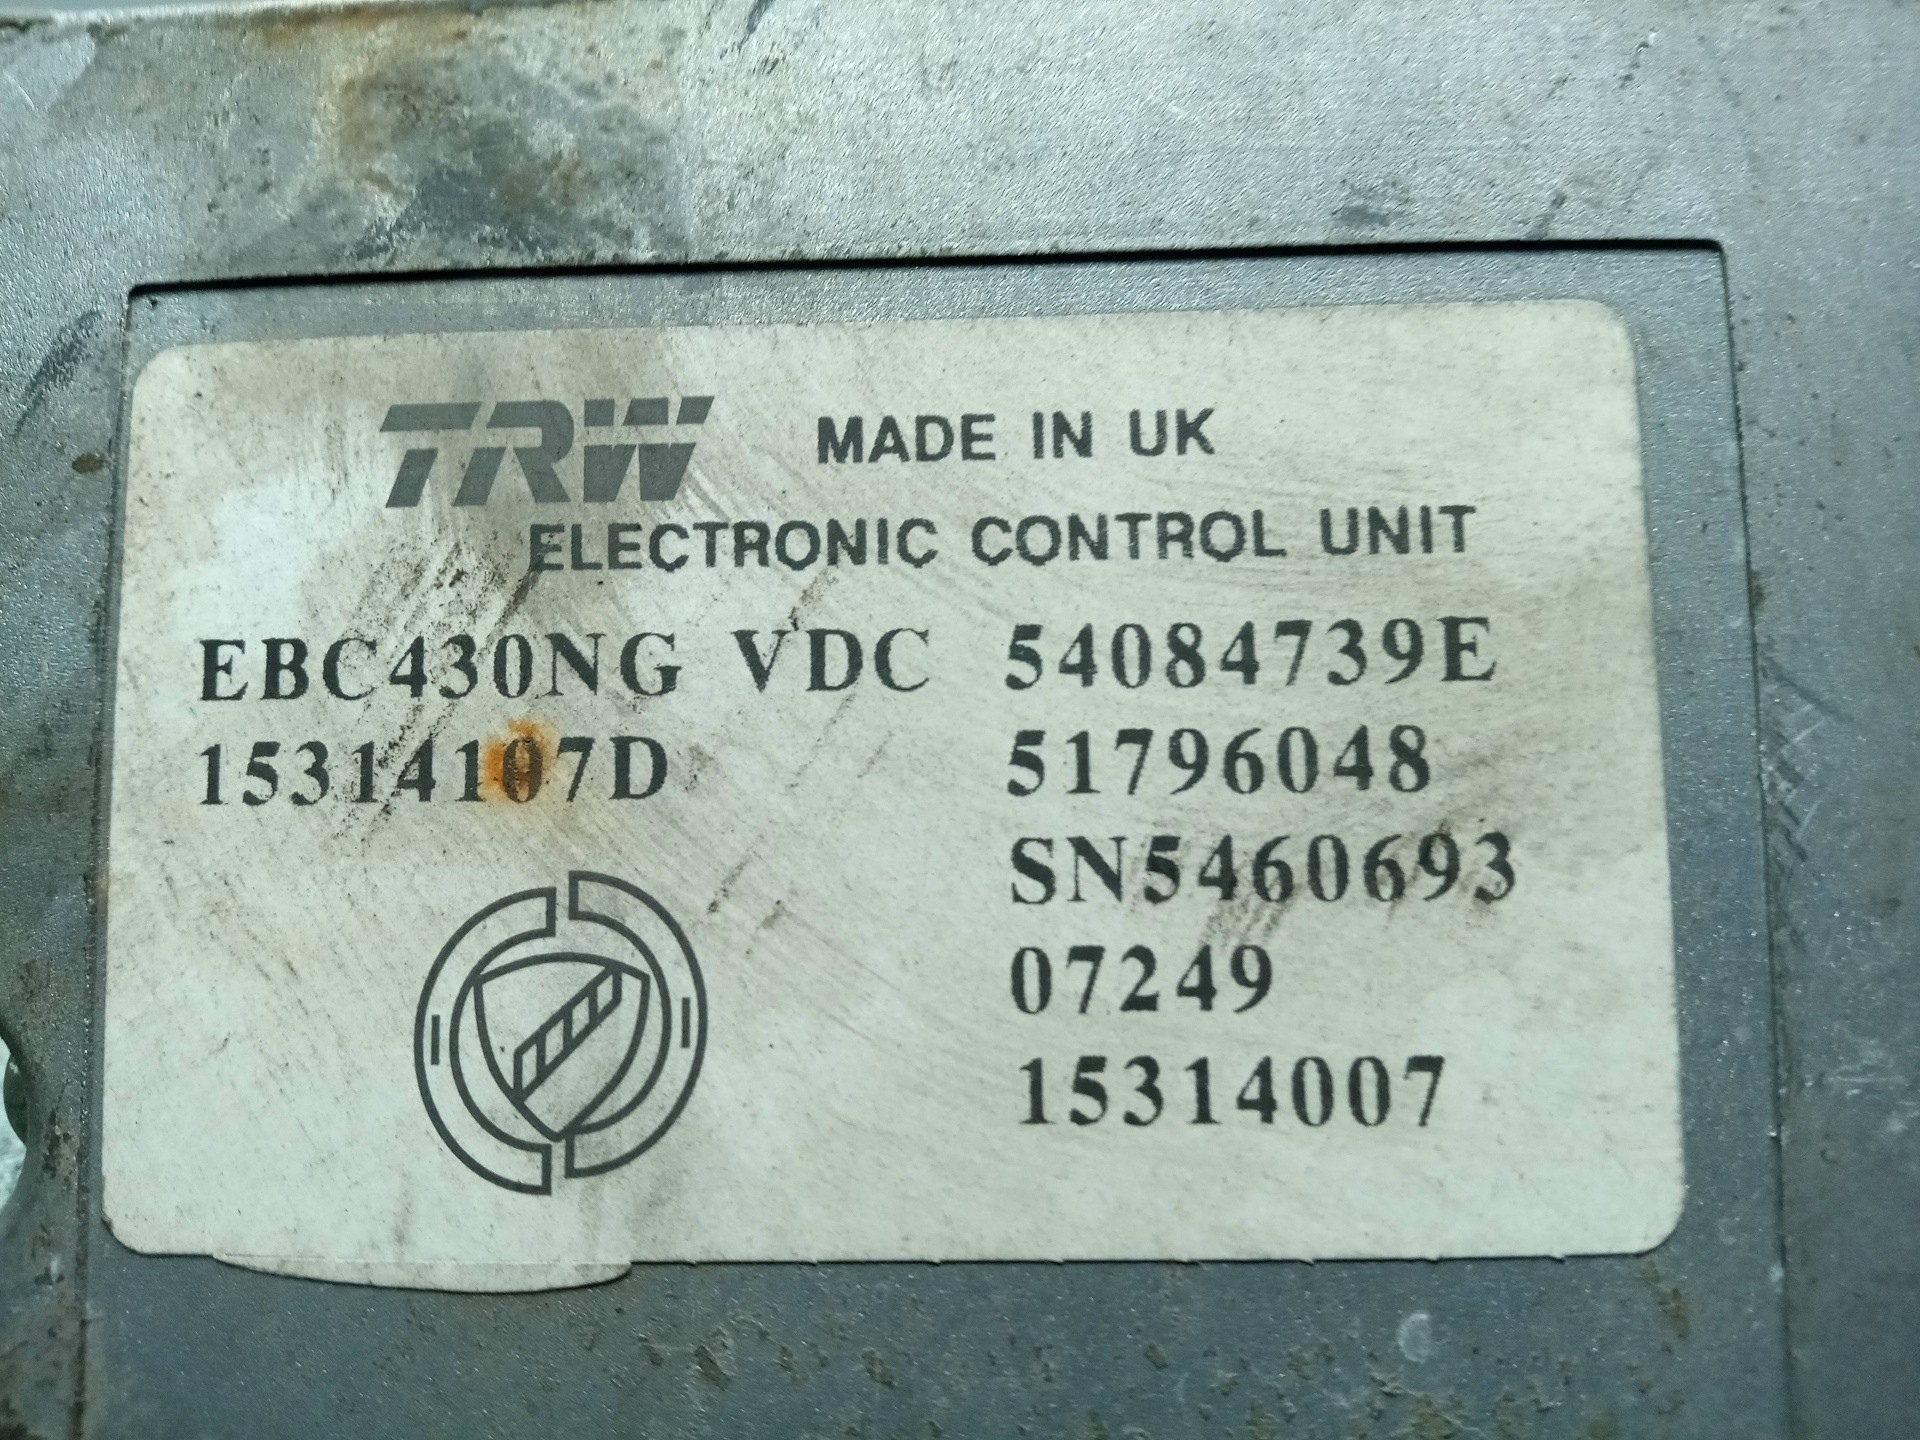 TRW MADE IN UK
ELECTRONIC CONTROL UNIT
EBC430NG VDC 54084739E
15314107D 51796048
SN5460693
07249
15314007